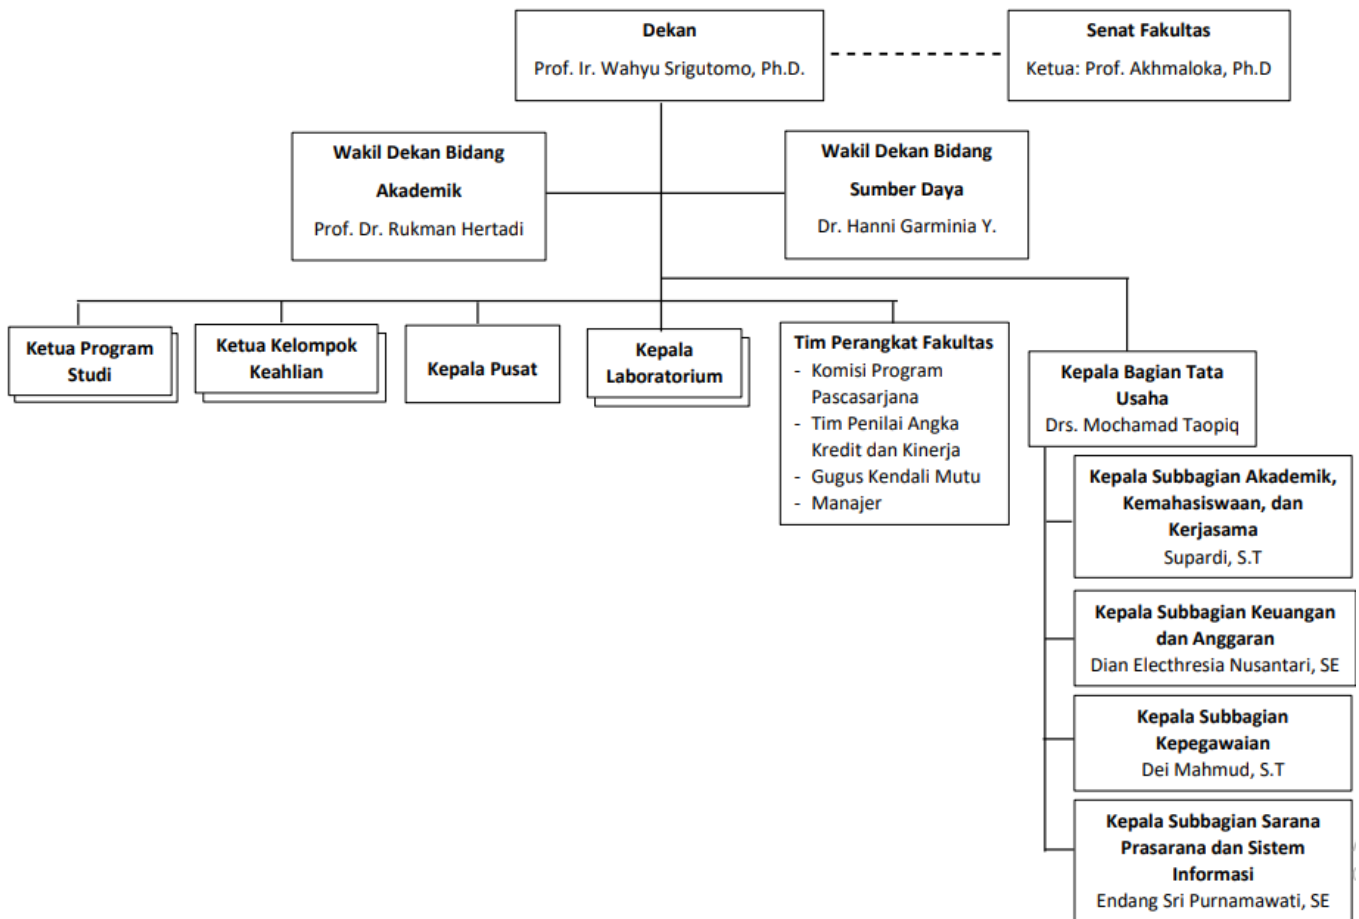 Dekan
Prof. Ir. Wahyu Srigutomo, Ph.D.
Senat Fakultas
Ketua: Prof. Akhmaloka, Ph.D
Wakil Dekan Bidang
Akademik
Prof. Dr. Rukman Hertadi
Wakil Dekan Bidang
Sumber Daya
Dr. Hanni Garminia Y.
Ketua Program
Studi
Ketua Kelompok
Keahlian
Kepala Pusat
Kepala
Laboratorium
Tim Perangkat Fakultas
- Komisi Program
Pascasarjana
- Tim Penilai Angka
Kredit dan Kinerja
- Gugus Kendali Mutu
- Manajer
Kepala Bagian Tata
Usaha
Drs. Mochamad Taopiq
Kepala Subbagian Akademik,
Kemahasiswaan, dan
Kerjasama
Supardi, S.T
Kepala Subbagian Keuangan
dan Anggaran
Dian Electhresia Nusantari, SE
Kepala Subbagian
Kepegawaian
Dei Mahmud, S.T
Kepala Subbagian Sarana
Prasarana dan Sistem
Informasi
Endang Sri Purnamawati, SE